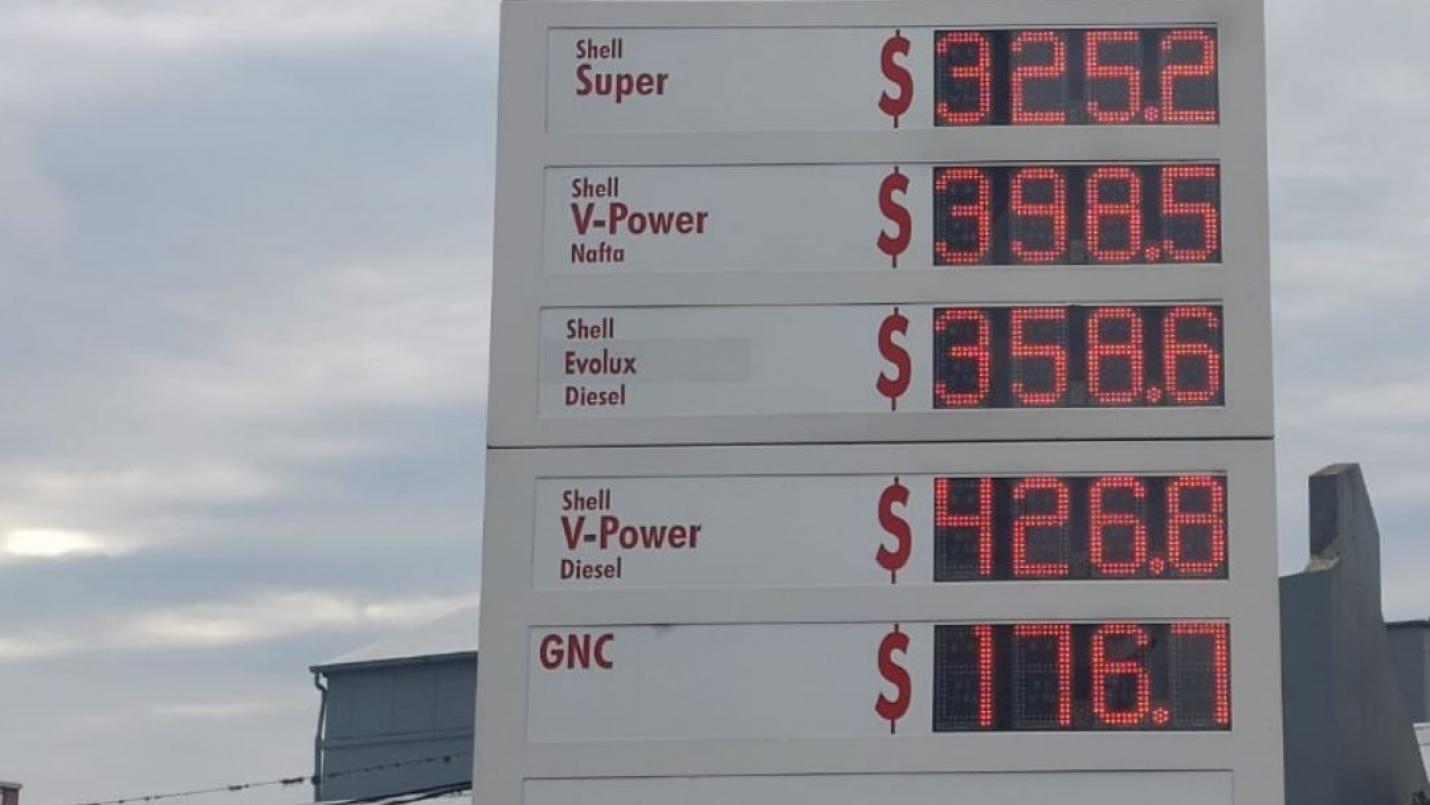 Shell
Super $ 325.2
Shell
V-Power $ 398.5
Nafta
Shell
Evolux $ 358.6
Diesel
Shell
V-Power $ 426.8
Diesel
GNC $ 176.7